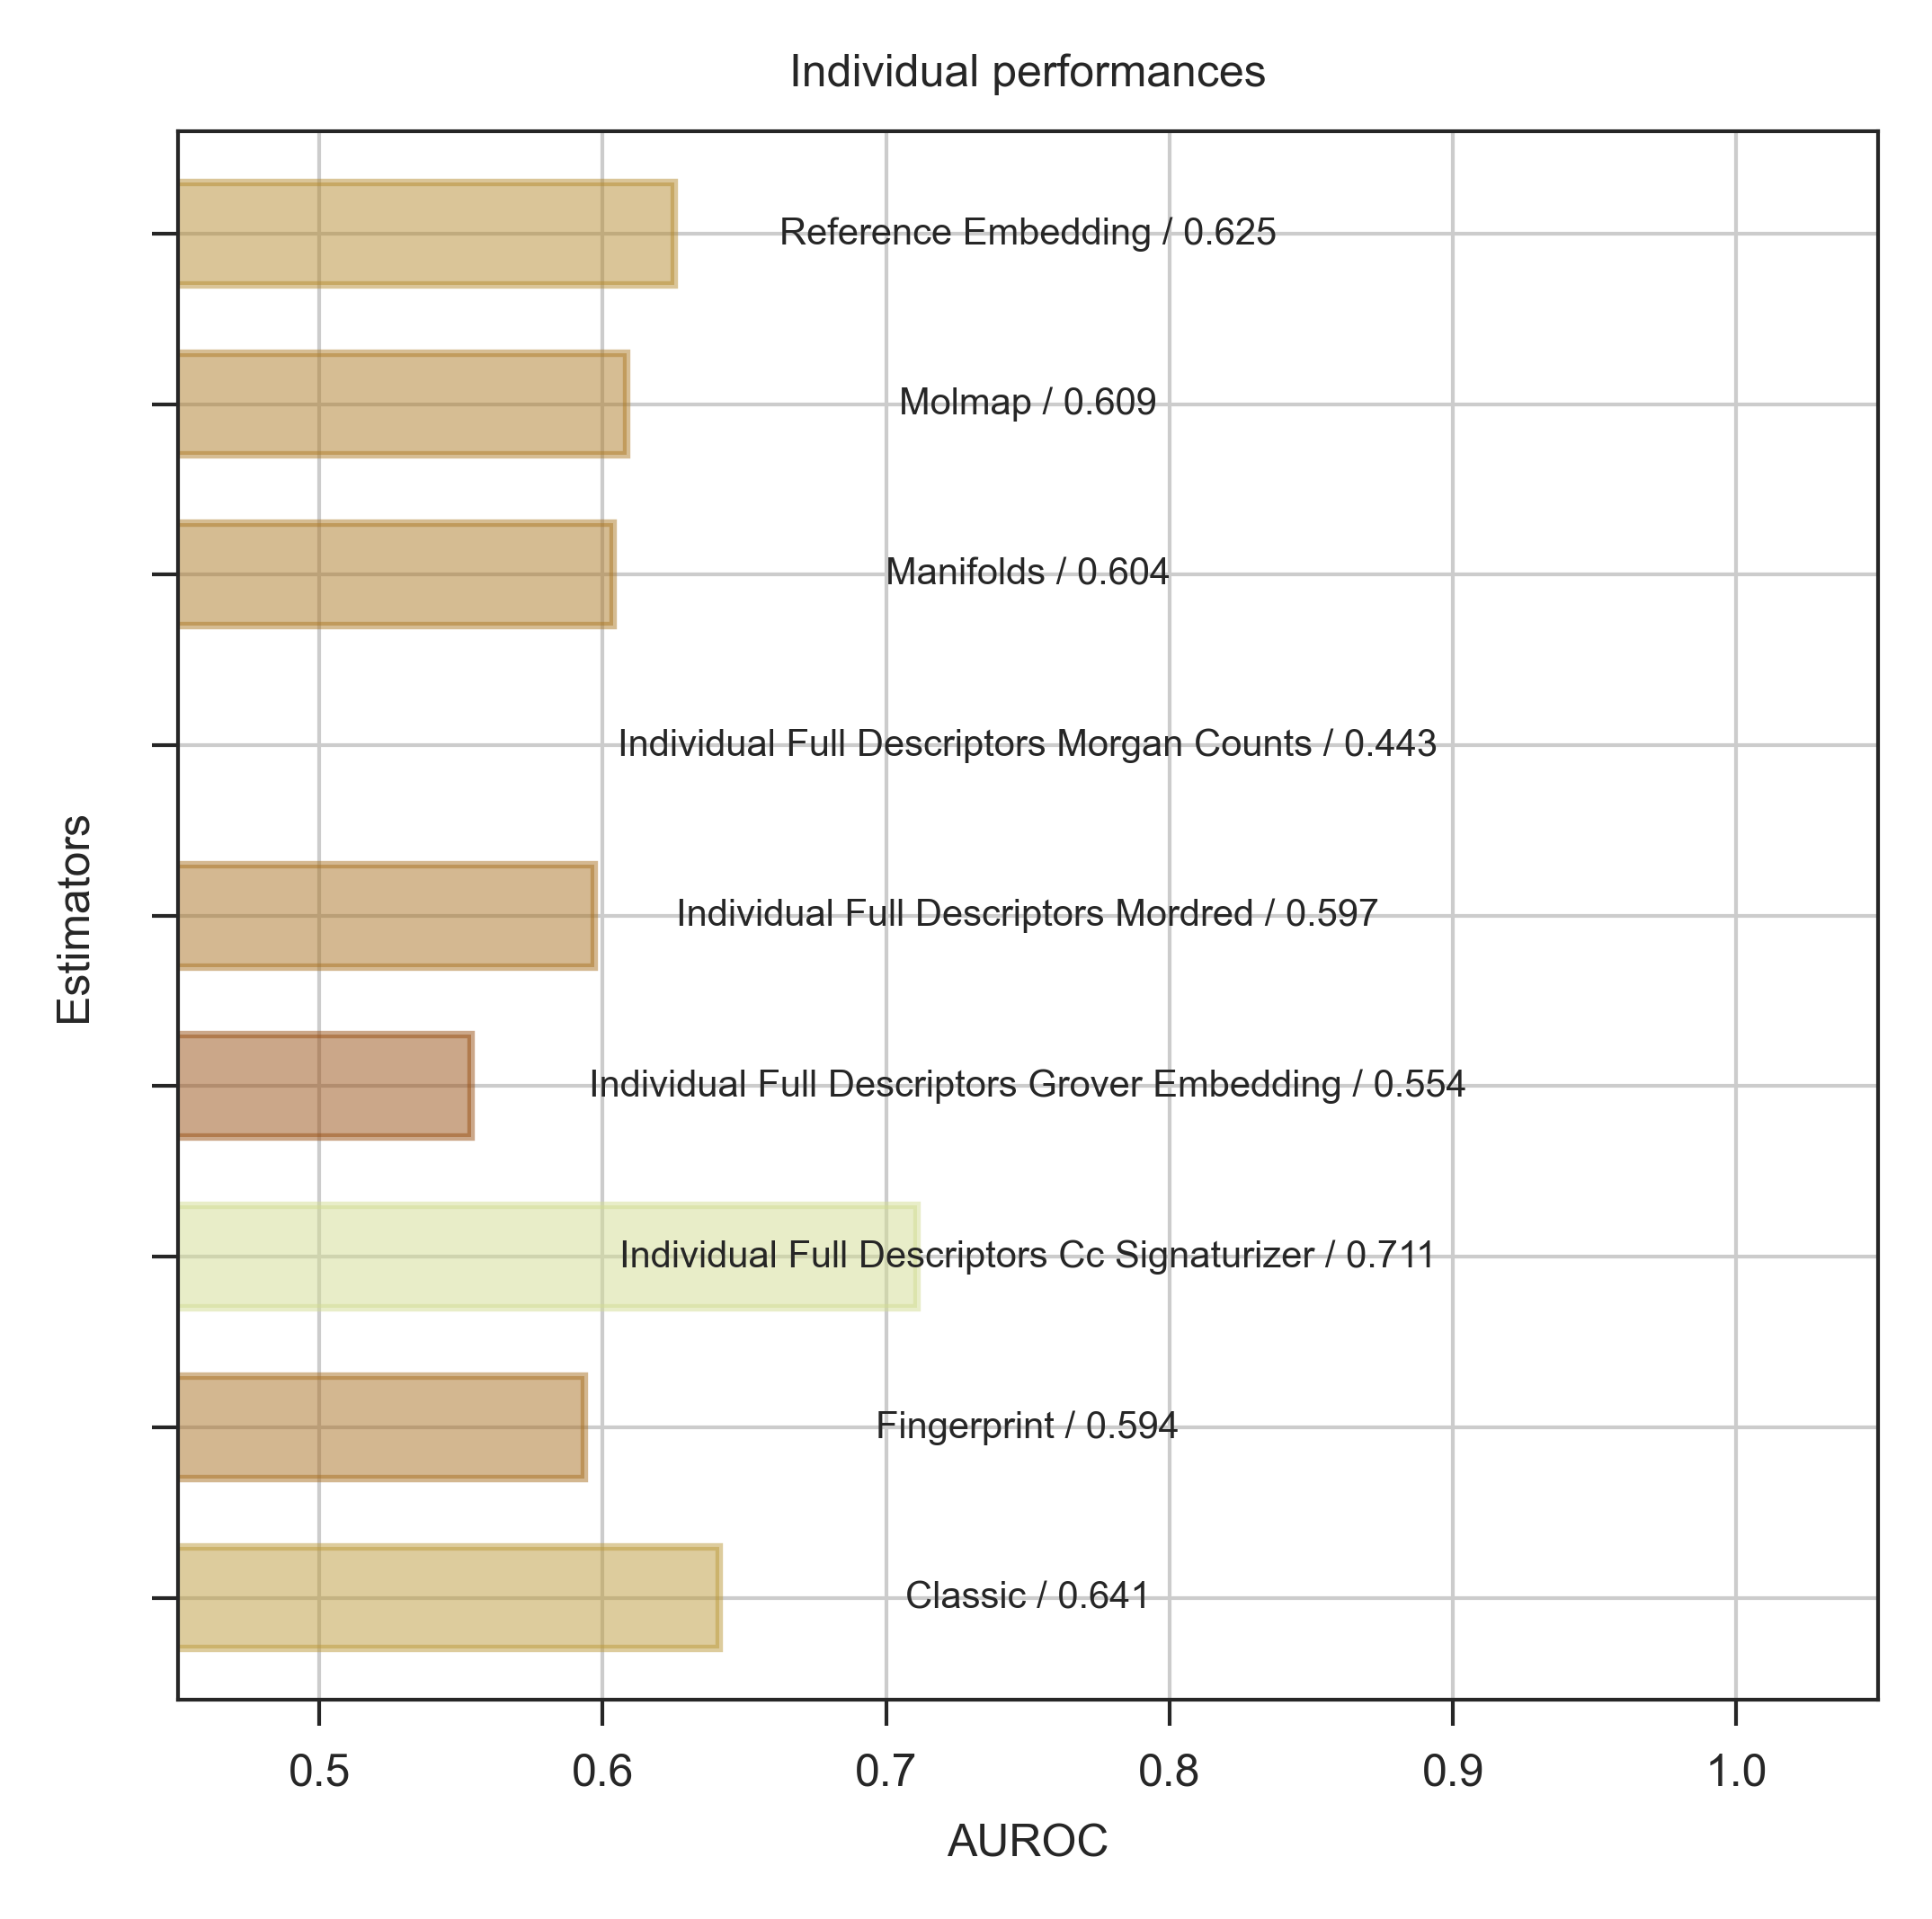 Individual performances
Reference Embedding / 0.625
Molmap / 0.609
Manifolds / 0.604
Individual Full Descriptors Morgan Counts / 0.443
Individual Full Descriptors Mordred / 0.597
Individual Full Descriptors Grover Embedding / 0.554
Individual Full Descriptors Cc Signaturizer / 0.711
Fingerprint / 0.594
Classic / 0.641
Estimators
0.5 0.6 0.7 0.8 0.9 1.0
AUROC